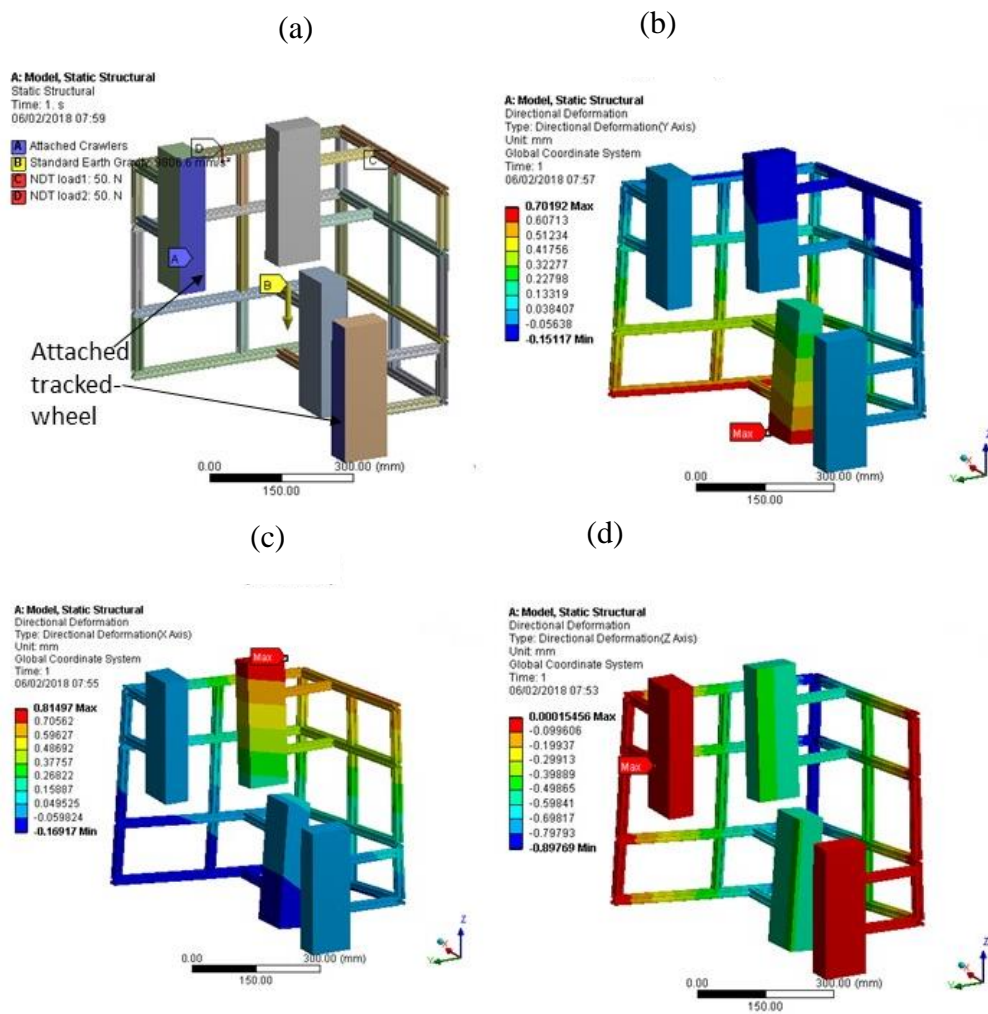 (a)
A: Model, Static Structural
Static Structural
Time: 1. s
06/02/2018 07:59
A Attached Crawlers
B Standard Earth Gravity: 9806.6 mm/s²
C NDT load1: 50. N
D NDT load2: 50. N
D
C
A
B
Attached
tracked-
wheel
0.00 300.00 (mm)
150.00
(b)
A: Model, Static Structural
Directional Deformation
Type: Directional Deformation(Y Axis)
Unit: mm
Global Coordinate System
Time: 1
06/02/2018 07:57
0.70192 Max
0.60713
0.51234
0.41756
0.32277
0.22798
0.13319
0.038407
-0.05638
-0.15117 Min
Max
Z
X
Y
0.00 300.00 (mm)
150.00
(c)
A: Model, Static Structural
Directional Deformation
Type: Directional Deformation(X Axis)
Unit: mm
Global Coordinate System
Time: 1
06/02/2018 07:55
0.81497 Max
0.70562
0.59627
0.48692
0.37757
0.26822
0.15887
0.049525
-0.059824
-0.16917 Min
Max
Z
X
Y
0.00 300.00 (mm)
150.00
(d)
A: Model, Static Structural
Directional Deformation
Type: Directional Deformation(Z Axis)
Unit: mm
Global Coordinate System
Time: 1
06/02/2018 07:53
0.00015456 Max
-0.099606
-0.19937
-0.29913
-0.39889
-0.49865
-0.59841
-0.69817
-0.79793
-0.89769 Min
Max
Z
X
Y
0.00 300.00 (mm)
150.00